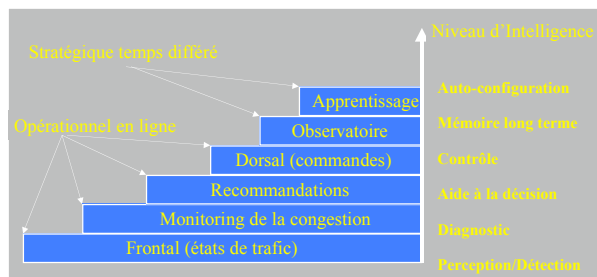 Niveau d'Intelligence
Stratégique temps différé
Apprentissage
Auto-configuration
Opérationnel en ligne
Observatoire
Mémoire long terme
Dorsal (commandes)
Contrôle
Recommandations
Aide à la décision
Monitoring de la congestion
Diagnostic
Frontal (états de trafic)
Perception/Détection